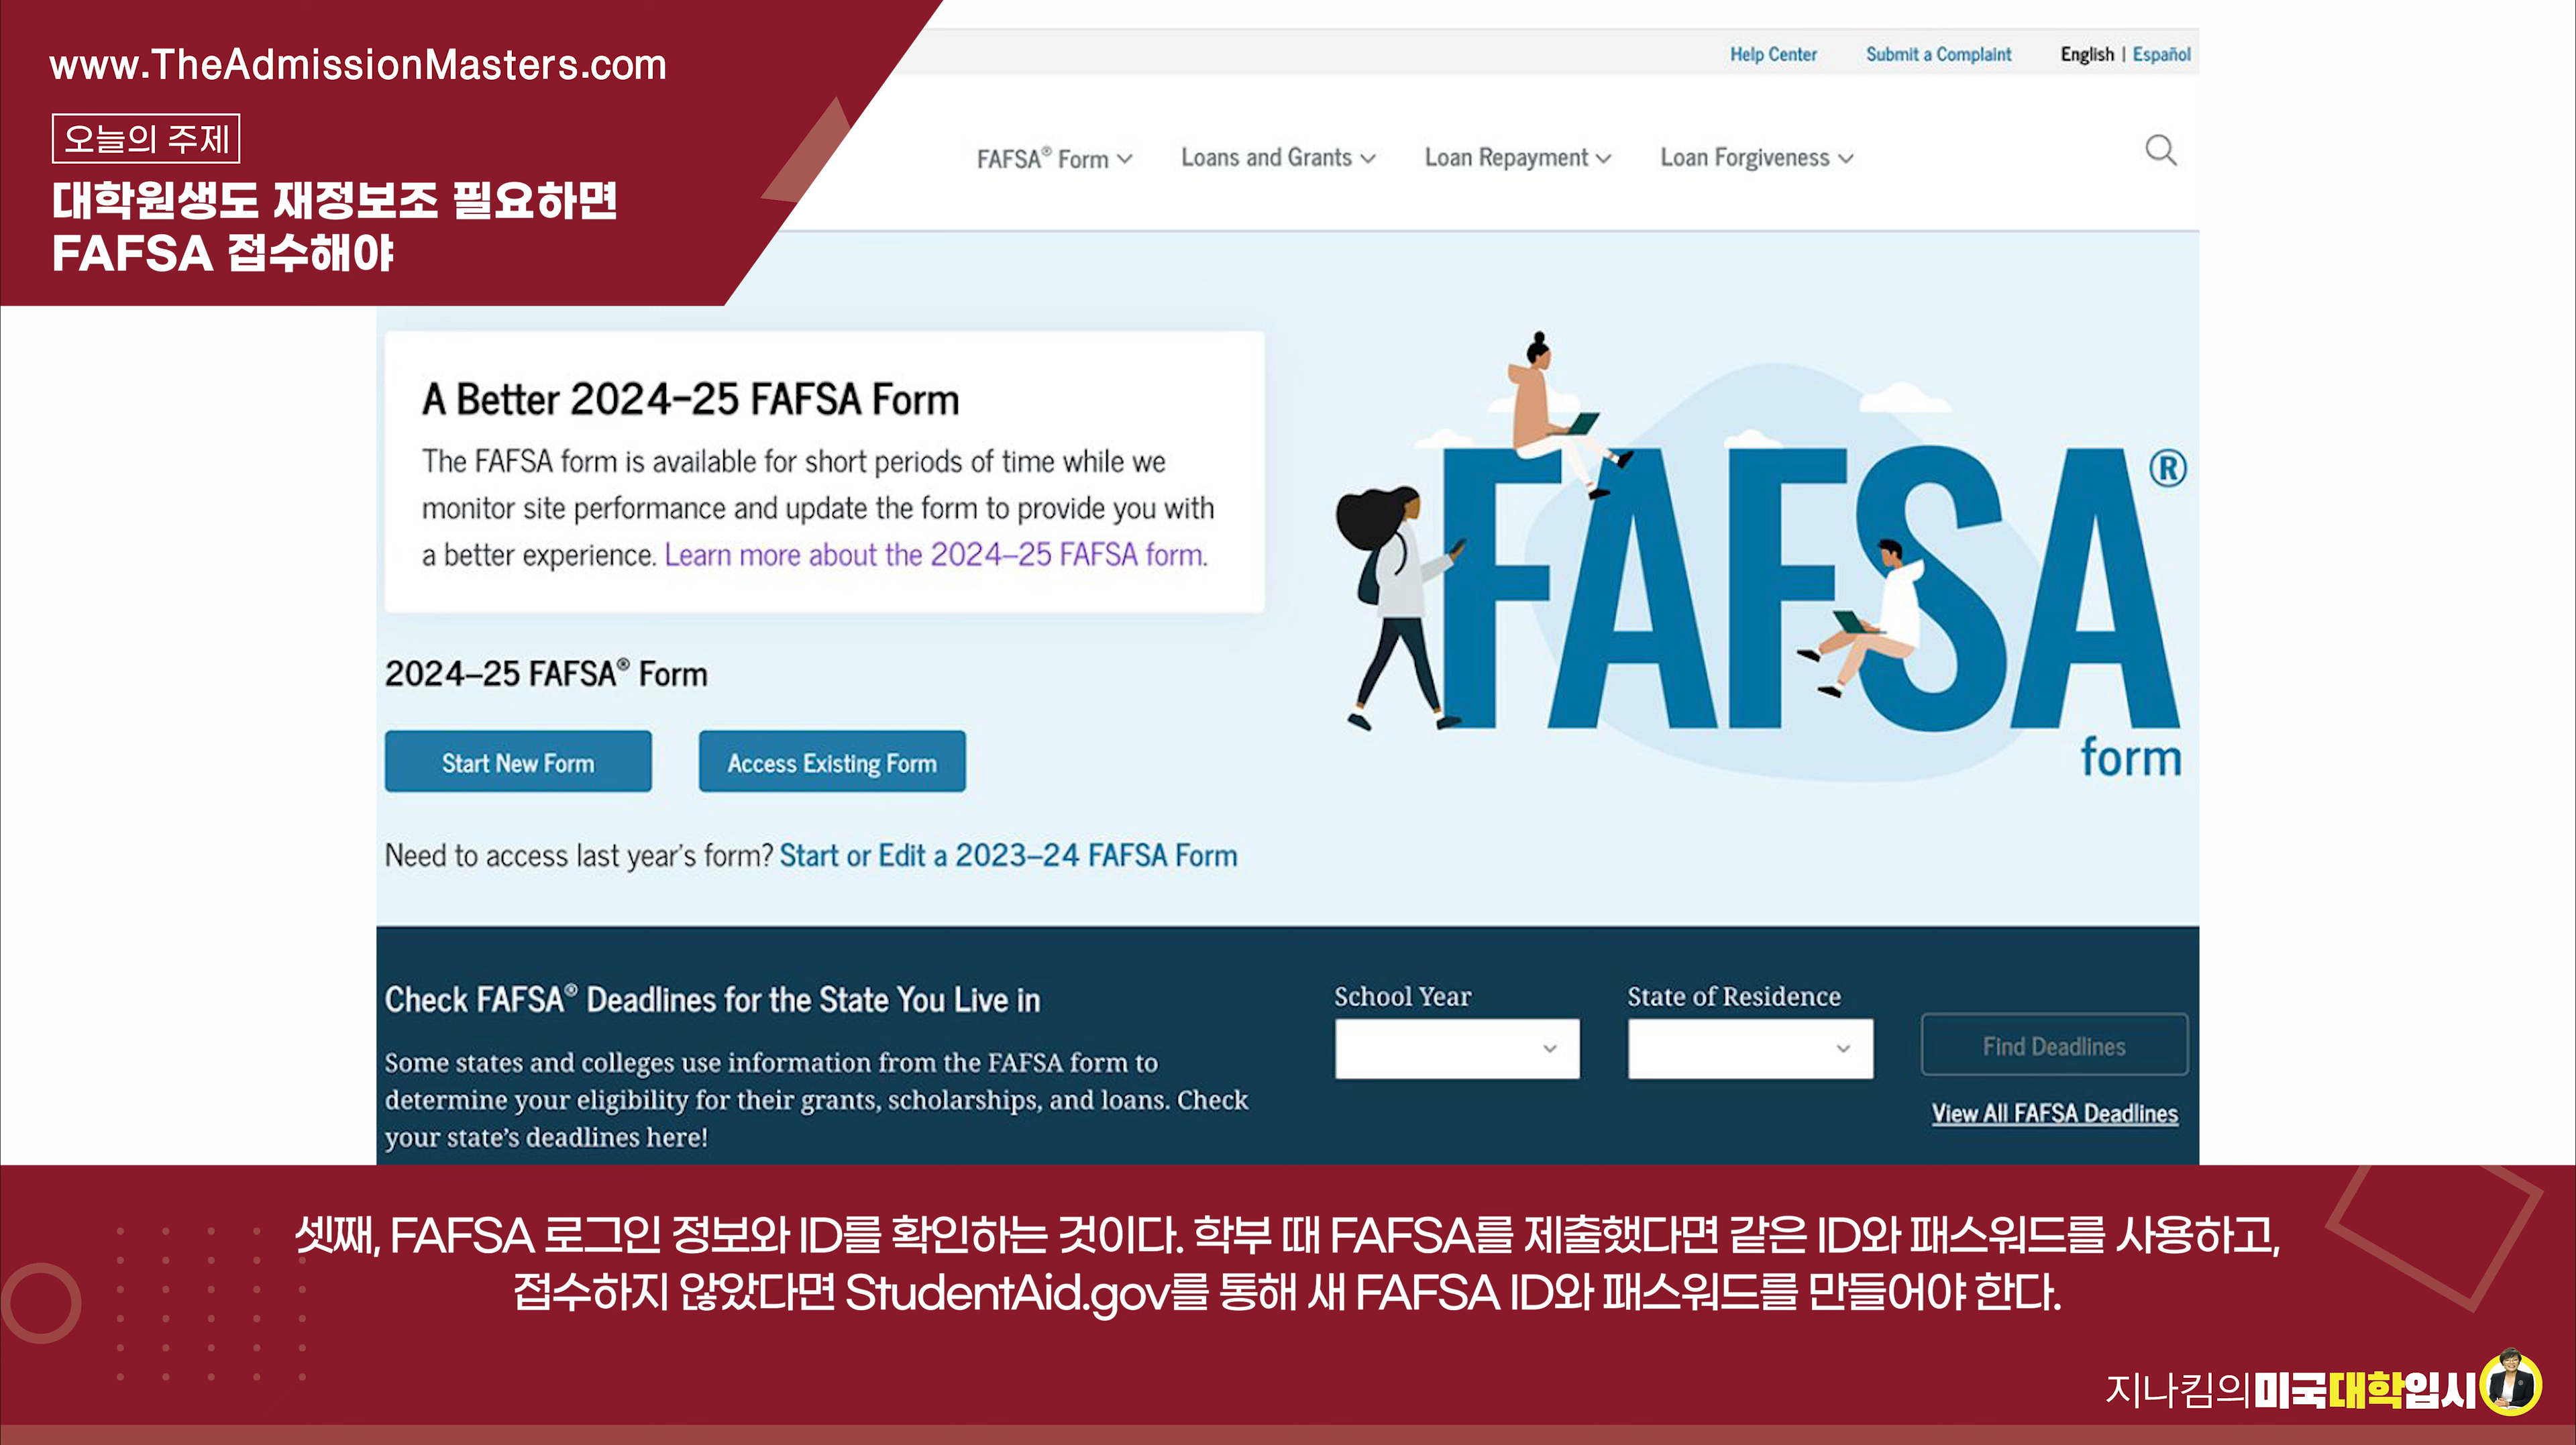 www.TheAdmissionMasters.com
오늘의 주제
대학원생도 재정보조 필요하면
FAFSA 접수해야
Help Center Submit a Complaint English | Español
FAFSA® Form Loans and Grants Loan Repayment Loan Forgiveness
A Better 2024–25 FAFSA Form
The FAFSA form is available for short periods of time while we
monitor site performance and update the form to provide you with
a better experience. Learn more about the 2024–25 FAFSA form.
FAFSA®
form
2024–25 FAFSA® Form
Start New Form Access Existing Form
Need to access last year's form? Start or Edit a 2023–24 FAFSA Form
Check FAFSA® Deadlines for the State You Live in
Some states and colleges use information from the FAFSA form to
determine your eligibility for their grants, scholarships, and loans. Check
your state's deadlines here!
School Year State of Residence
Find Deadlines
View All FAFSA Deadlines
셋째, FAFSA 로그인 정보와 ID를 확인하는 것이다. 학부 때 FAFSA를 제출했다면 같은 ID와 패스워드를 사용하고,
접수하지 않았다면 StudentAid.gov를 통해 새 FAFSA ID와 패스워드를 만들어야 한다.
지나킴의미국대학입시